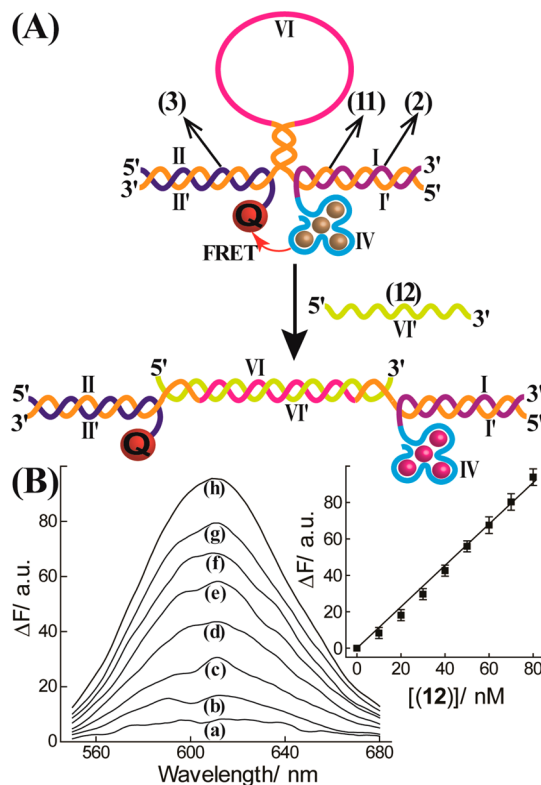 (A)
VI
(3)
(11)
(2)
5'
II
I
3'
3'
II'
I'
5'
Q
IV
FRET
(12)
5'
VI'
3'
5'
3'
5'
II
VI
I
3'
3'
II'
VI'
I'
5'
Q
IV
(B)
ΔF/ a.u.
80
60
40
20
0
(h)
(g)
(f)
(e)
(d)
(c)
(b)
(a)
560
600
640
680
Wavelength/ nm
ΔF/ a.u.
120
80
40
0
0
20
40
60
80
[(12)]/ nM